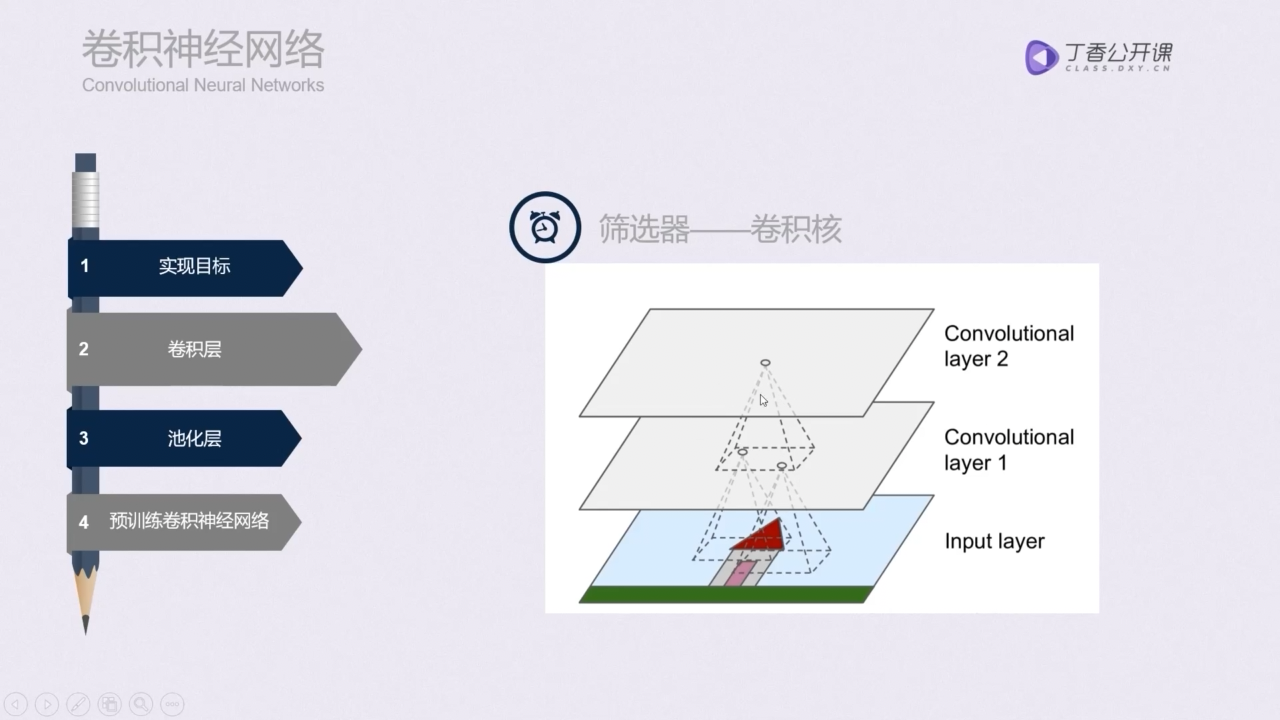 卷积神经网络
Convolutional Neural Networks
丁香公开课
CLASS.DXY.CN
1 实现目标
2 卷积层
3 池化层
4 预训练卷积神经网络
筛选器——卷积核
Convolutional
layer 2
Convolutional
layer 1
Input layer